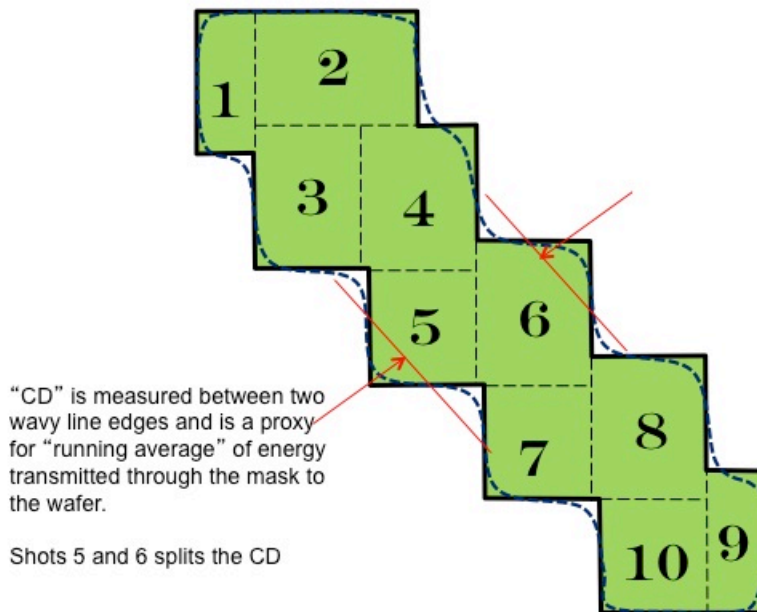 1
2
3
4
5
6
7
8
9
10
“CD” is measured between two
wavy line edges and is a proxy
for “running average” of energy
transmitted through the mask to
the wafer.
Shots 5 and 6 splits the CD